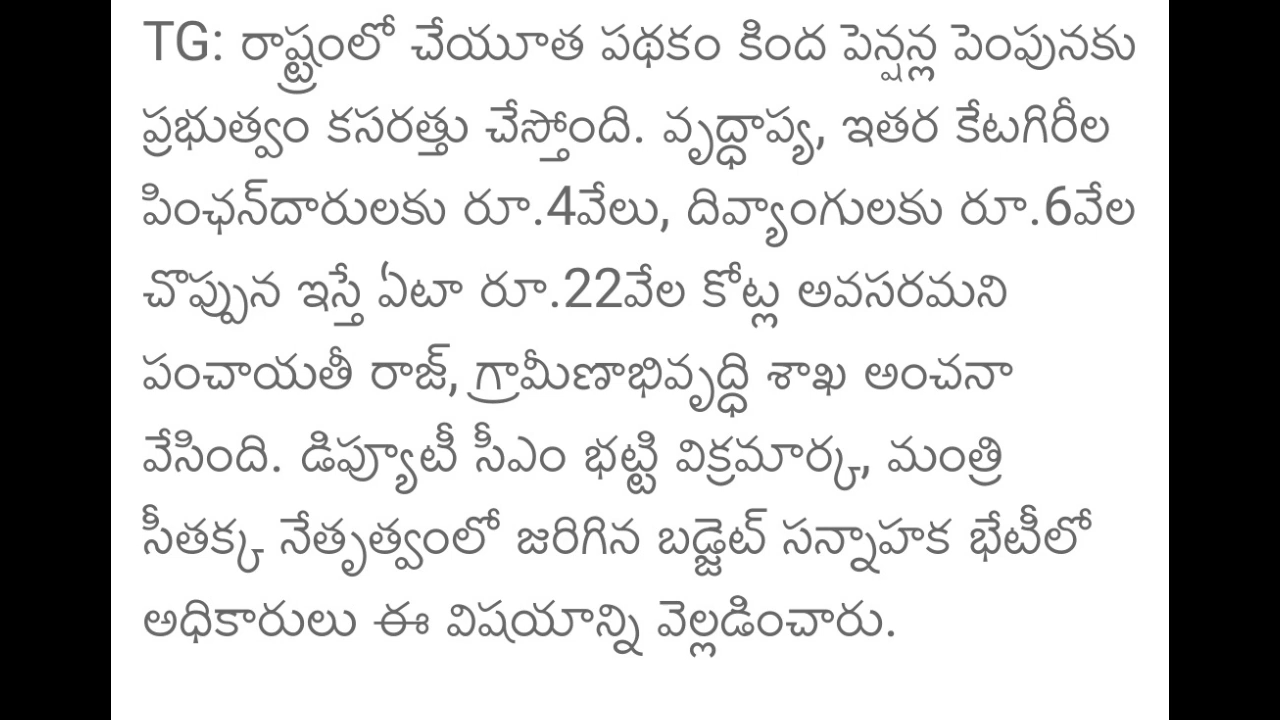 TG: రాష్ట్రంలో చేయూత పథకం కింద పెన్షన్ల పెంపునకు
ప్రభుత్వం కసరత్తు చేస్తోంది. వృద్ధాప్య, ఇతర కేటగిరీల
పింఛన్‌దారులకు రూ.4వేలు, దివ్యాంగులకు రూ.6వేల
చొప్పున ఇస్తే ఏటా రూ.22వేల కోట్ల అవసరమని
పంచాయతీ రాజ్, గ్రామీణాభివృద్ధి శాఖ అంచనా
వేసింది. డిప్యూటీ సీఎం భట్టి విక్రమార్క, మంత్రి
సీతక్క నేతృత్వంలో జరిగిన బడ్జెట్ సన్నాహక భేటీలో
అధికారులు ఈ విషయాన్ని వెల్లడించారు.